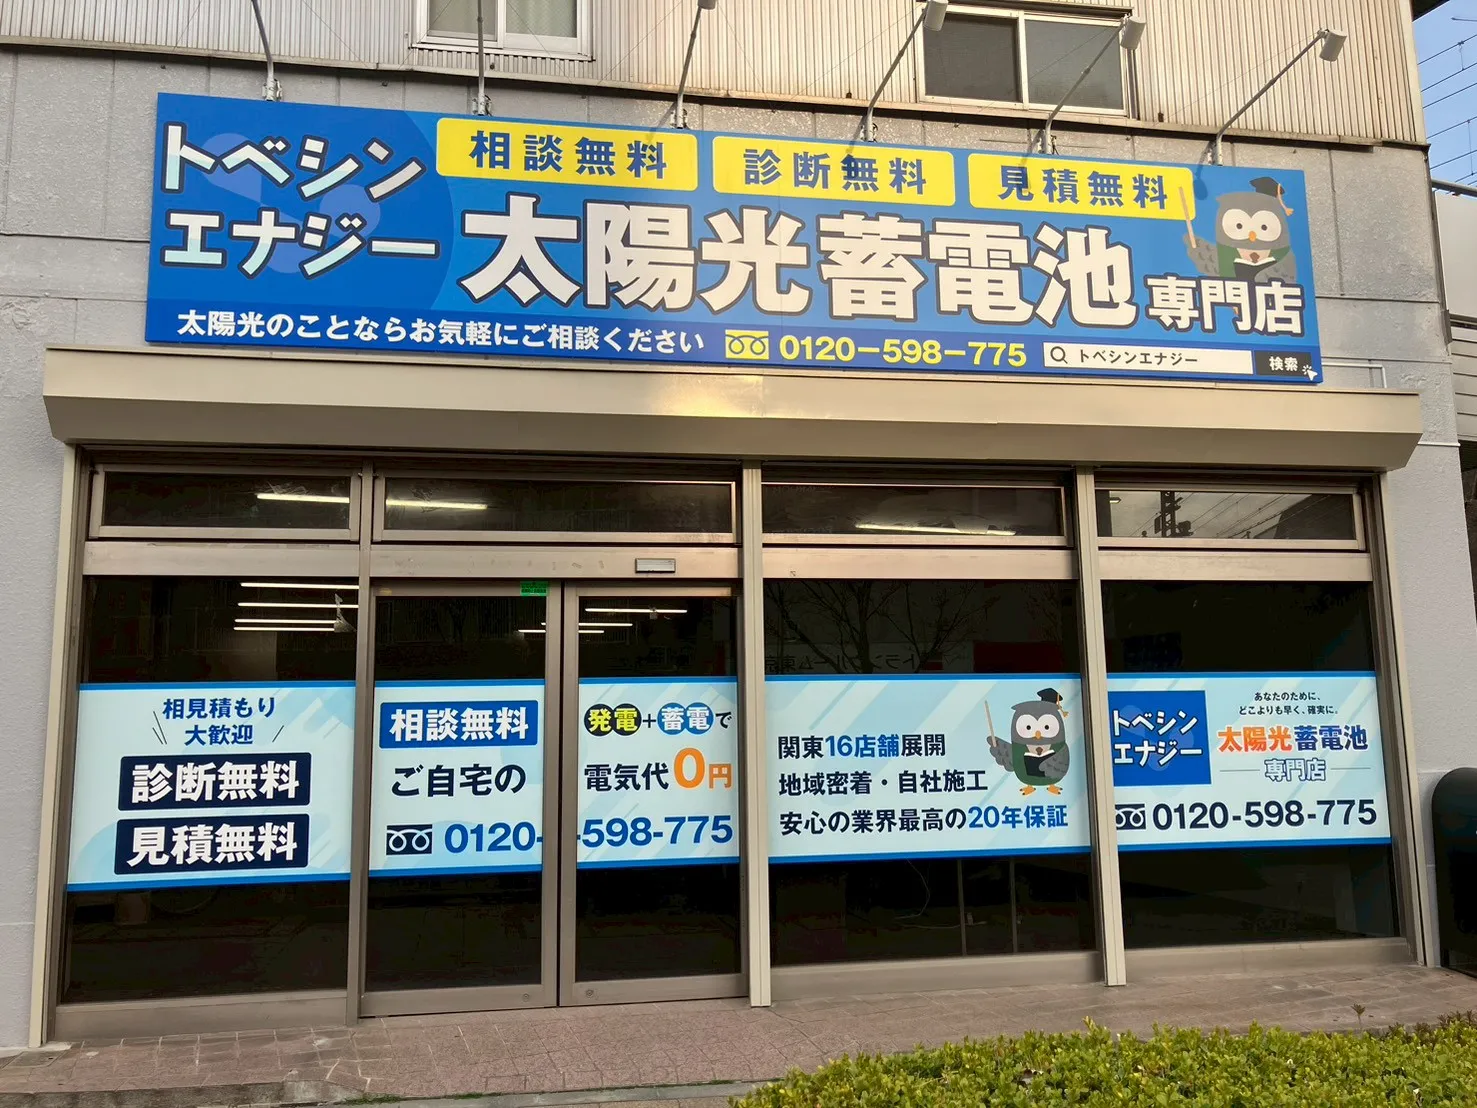 トベシン
エナジー
相談無料
診断無料
見積無料
太陽光蓄電池専門店
太陽光のことならお気軽にご相談ください
0120-598-775
トベシンエナジー
検索
相見積もり
大歓迎
診断無料
見積無料
相談無料
ご自宅の
0120-
発電+蓄電で
電気代0円
-598-775
関東16店舗展開
地域密着・自社施工
安心の業界最高の20年保証
トベシン
エナジー
あなたのために、
どこよりも早く、確実に。
太陽光蓄電池
専門店
0120-598-775